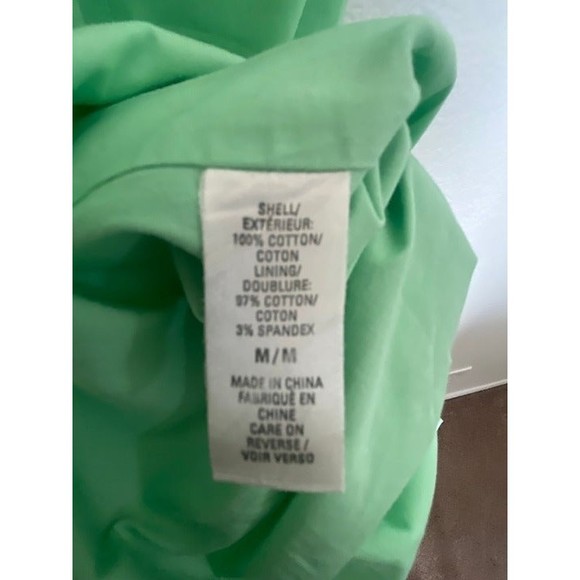 SHELL/
EXTÉRIEUR:
100% COTTON/
COTON
LINING/
DOUBLURE:
97% COTTON/
COTON
3% SPANDEX
M/M
MADE IN CHINA
FABRIQUÉ EN
CHINE
CARE ON
REVERSE/
VOIR VERSO